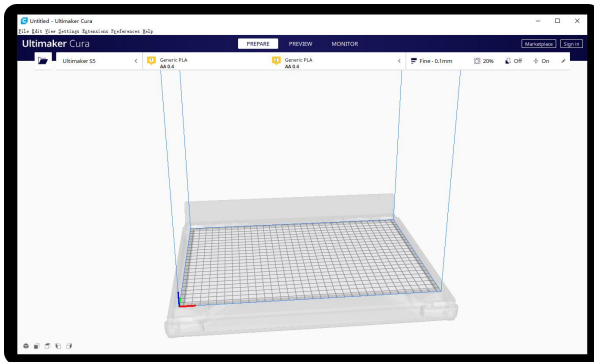 Untitled - Ultimaker Cura
File Edit View Settings Extensions Preferences Help
Ultimaker Cura PREPARE PREVIEW MONITOR Marketplace Sign in
Ultimaker S5 Generic PLA Generic PLA Fine - 0.1mm 20% Off On
AA 0.4 AA 0.4